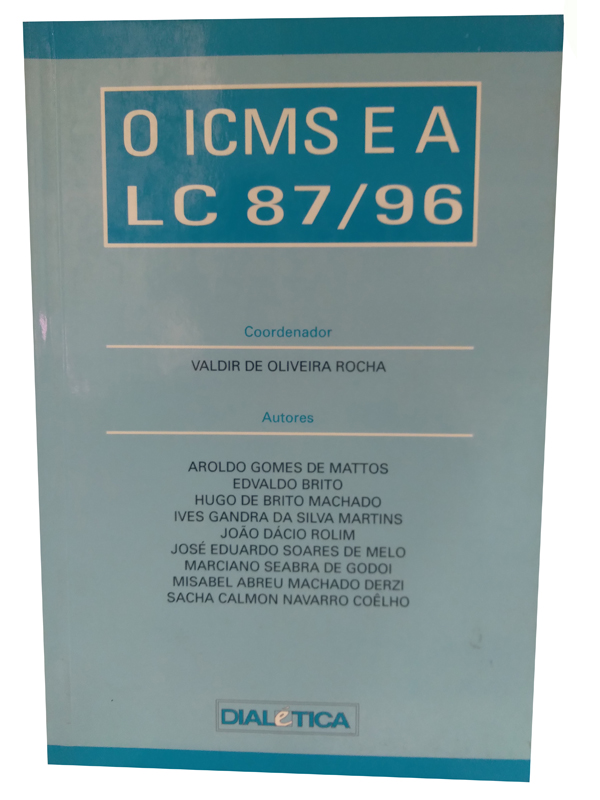 O ICMS E A
LC 87/96
Coordenador
VALDIR DE OLIVEIRA ROCHA
Autores
AROLDO GOMES DE MATTOS
EDVALDO BRITO
HUGO DE BRITO MACHADO
IVES GANDRA DA SILVA MARTINS
JOÃO DÁCIO ROLIM
JOSÉ EDUARDO SOARES DE MELO
MARCIANO SEABRA DE GODOI
MISABEL ABREU MACHADO DERZI
SACHA CALMON NAVARRO COÊLHO
DIALéTICA